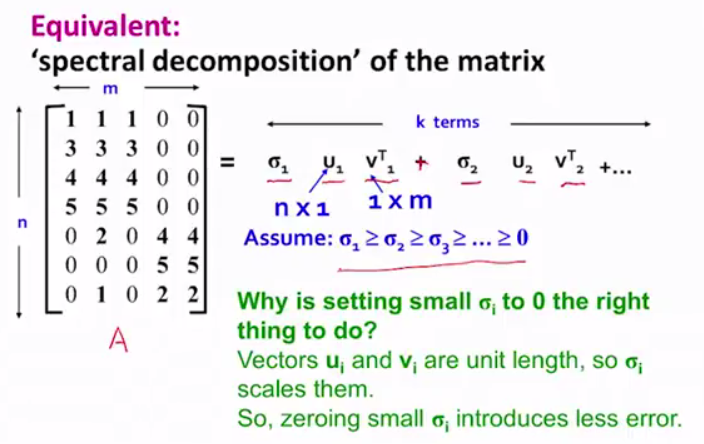 Equivalent:
‘spectral decomposition’ of the matrix
m
k terms
n
1 1 1 0 0
3 3 3 0 0
4 4 4 0 0
5 5 5 0 0
0 2 0 4 4
0 0 0 5 5
0 1 0 2 2
= σ₁ u₁ vᵀ₁ + σ₂ u₂ vᵀ₂ +...
n x 1 1 x m
Assume: σ₁ ≥ σ₂ ≥ σ₃ ≥ ... ≥ 0
A
Why is setting small σᵢ to 0 the right
thing to do?
Vectors uᵢ and vᵢ are unit length, so σᵢ
scales them.
So, zeroing small σᵢ introduces less error.